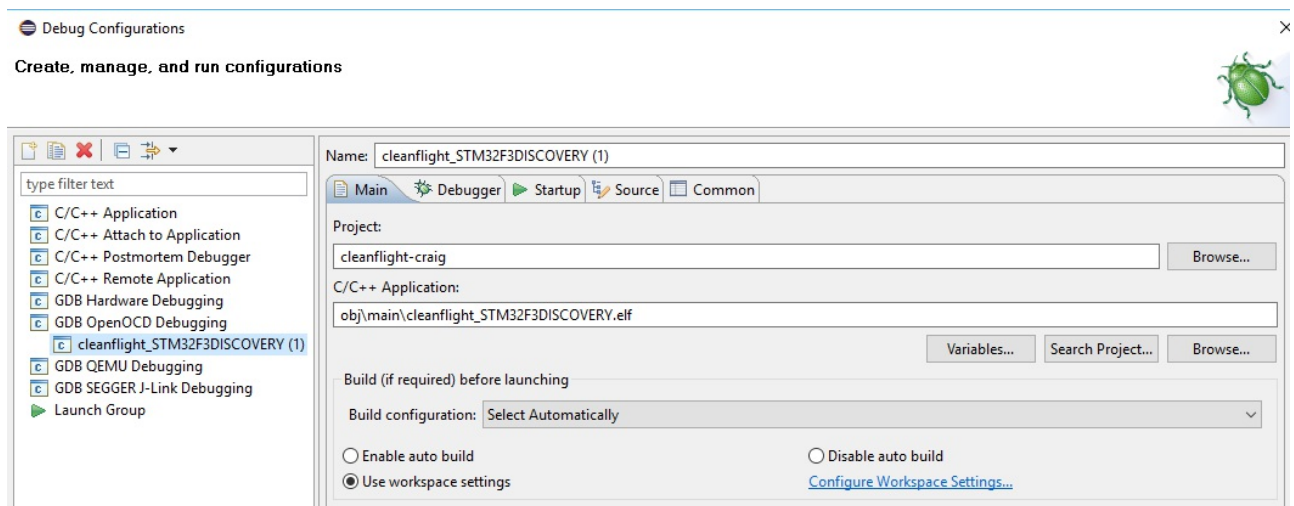 Debug Configurations
Create, manage, and run configurations
type filter text
C/C++ Application
C/C++ Attach to Application
C/C++ Postmortem Debugger
C/C++ Remote Application
GDB Hardware Debugging
GDB OpenOCD Debugging
cleanflight_STM32F3DISCOVERY (1)
GDB QEMU Debugging
GDB SEGGER J-Link Debugging
Launch Group
Name: cleanflight_STM32F3DISCOVERY (1)
Main Debugger Startup Source Common
Project:
cleanflight-craig Browse...
C/C++ Application:
obj\main\cleanflight_STM32F3DISCOVERY.elf
Variables... Search Project... Browse...
Build (if required) before launching
Build configuration: Select Automatically
Enable auto build Disable auto build
Use workspace settings Configure Workspace Settings...